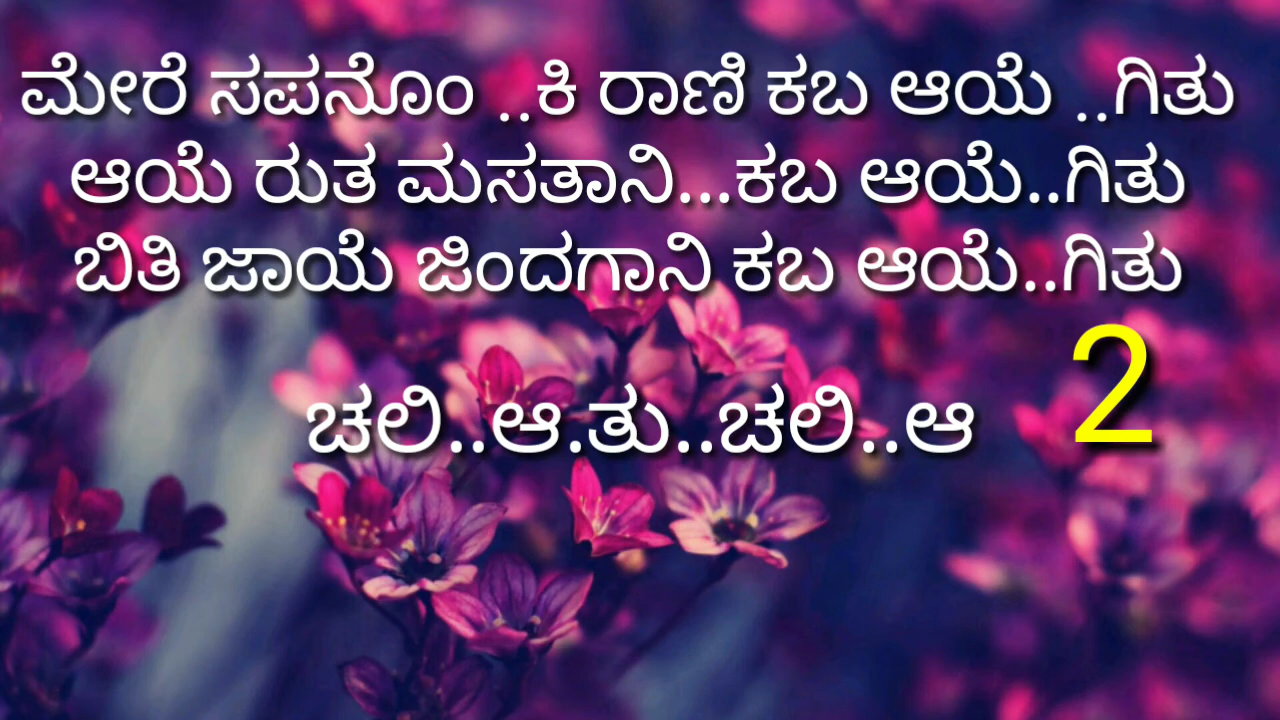 ಮೇರೆ ಸಪನೊಂ ..ಕಿ ರಾಣಿ ಕಬ ಆಯೆ ..ಗಿತು
ಆಯೆ ರುತ ಮಸತಾನಿ...ಕಬ ಆಯೆ..ಗಿತು
ಬಿತಿ ಜಾಯೆ ಜಿಂದಗಾನಿ ಕಬ ಆಯೆ..ಗಿತು
ಚಲಿ..ಆ.ತು..ಚಲಿ..ಆ 2